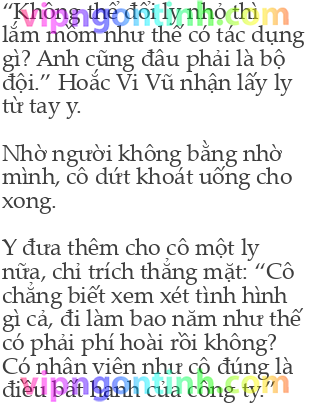 “Không thể đổi ly nhỏ thì
lắm mồm như thế có tác dụng
gì? Anh cũng đâu phải là bộ
đội.” Hoắc Vi Vũ nhận lấy ly
từ tay y.
Nhờ người không bằng nhờ
mình, cô dứt khoát uống cho
xong.
Y đưa thêm cho cô một ly
nữa, chỉ trích thẳng mặt: “Cô
chẳng biết xem xét tình hình
gì cả, đi làm bao năm như thế
có phải phí hoài rồi không?
Có nhân viên như cô đúng là
điều bất hạnh của công ty.”
vipngontinh.com
vipngontinh.com